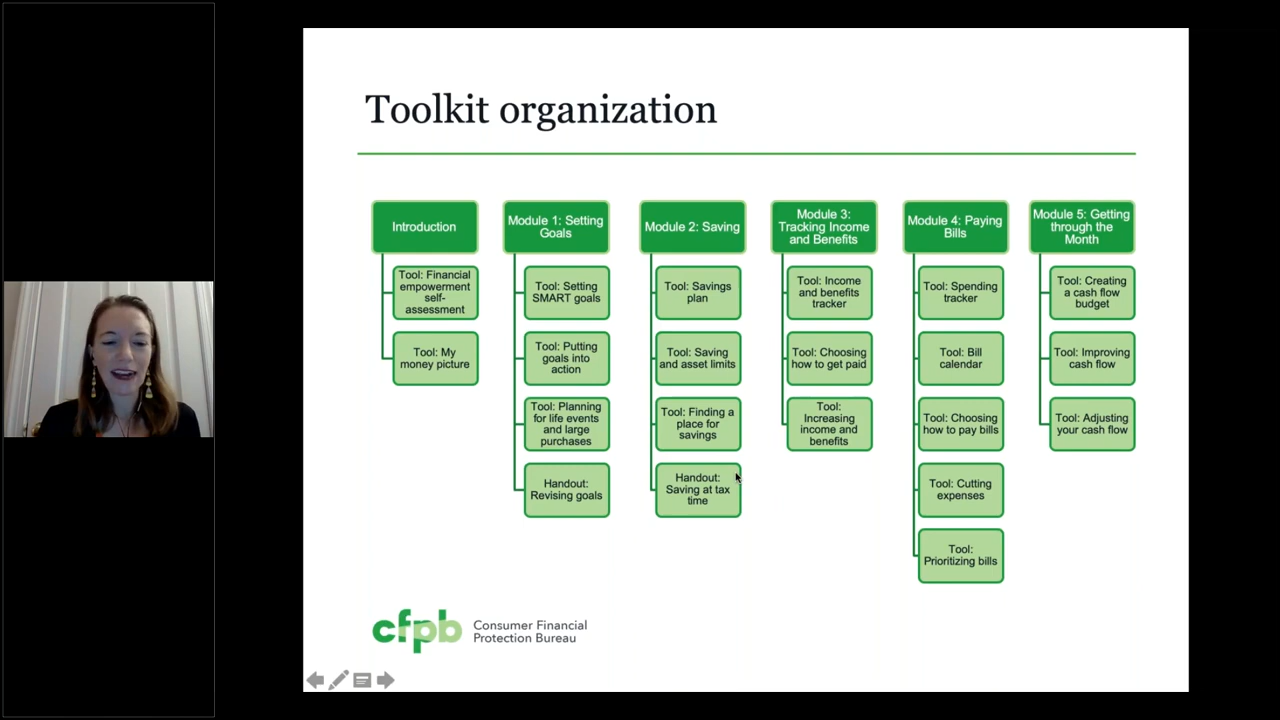 Toolkit organization
Introduction
Tool: Financial
empowerment
self-
assessment
Tool: My
money picture
Module 1: Setting
Goals
Tool: Setting
SMART goals
Tool: Putting
goals into
action
Tool: Planning
for life events
and large
purchases
Handout:
Revising goals
Module 2: Saving
Tool: Savings
plan
Tool: Saving
and asset limits
Tool: Finding a
place for
savings
Handout:
Saving at tax
time
Module 3:
Tracking Income
and Benefits
Tool: Income
and benefits
tracker
Tool: Choosing
how to get paid
Tool:
Increasing
income and
benefits
Module 4: Paying
Bills
Tool: Spending
tracker
Tool: Bill
calendar
Tool: Choosing
how to pay bills
Tool: Cutting
expenses
Tool:
Prioritizing bills
Module 5: Getting
through the
Month
Tool: Creating
a cash flow
budget
Tool: Improving
cash flow
Tool: Adjusting
your cash flow
cfpb
Consumer Financial
Protection Bureau